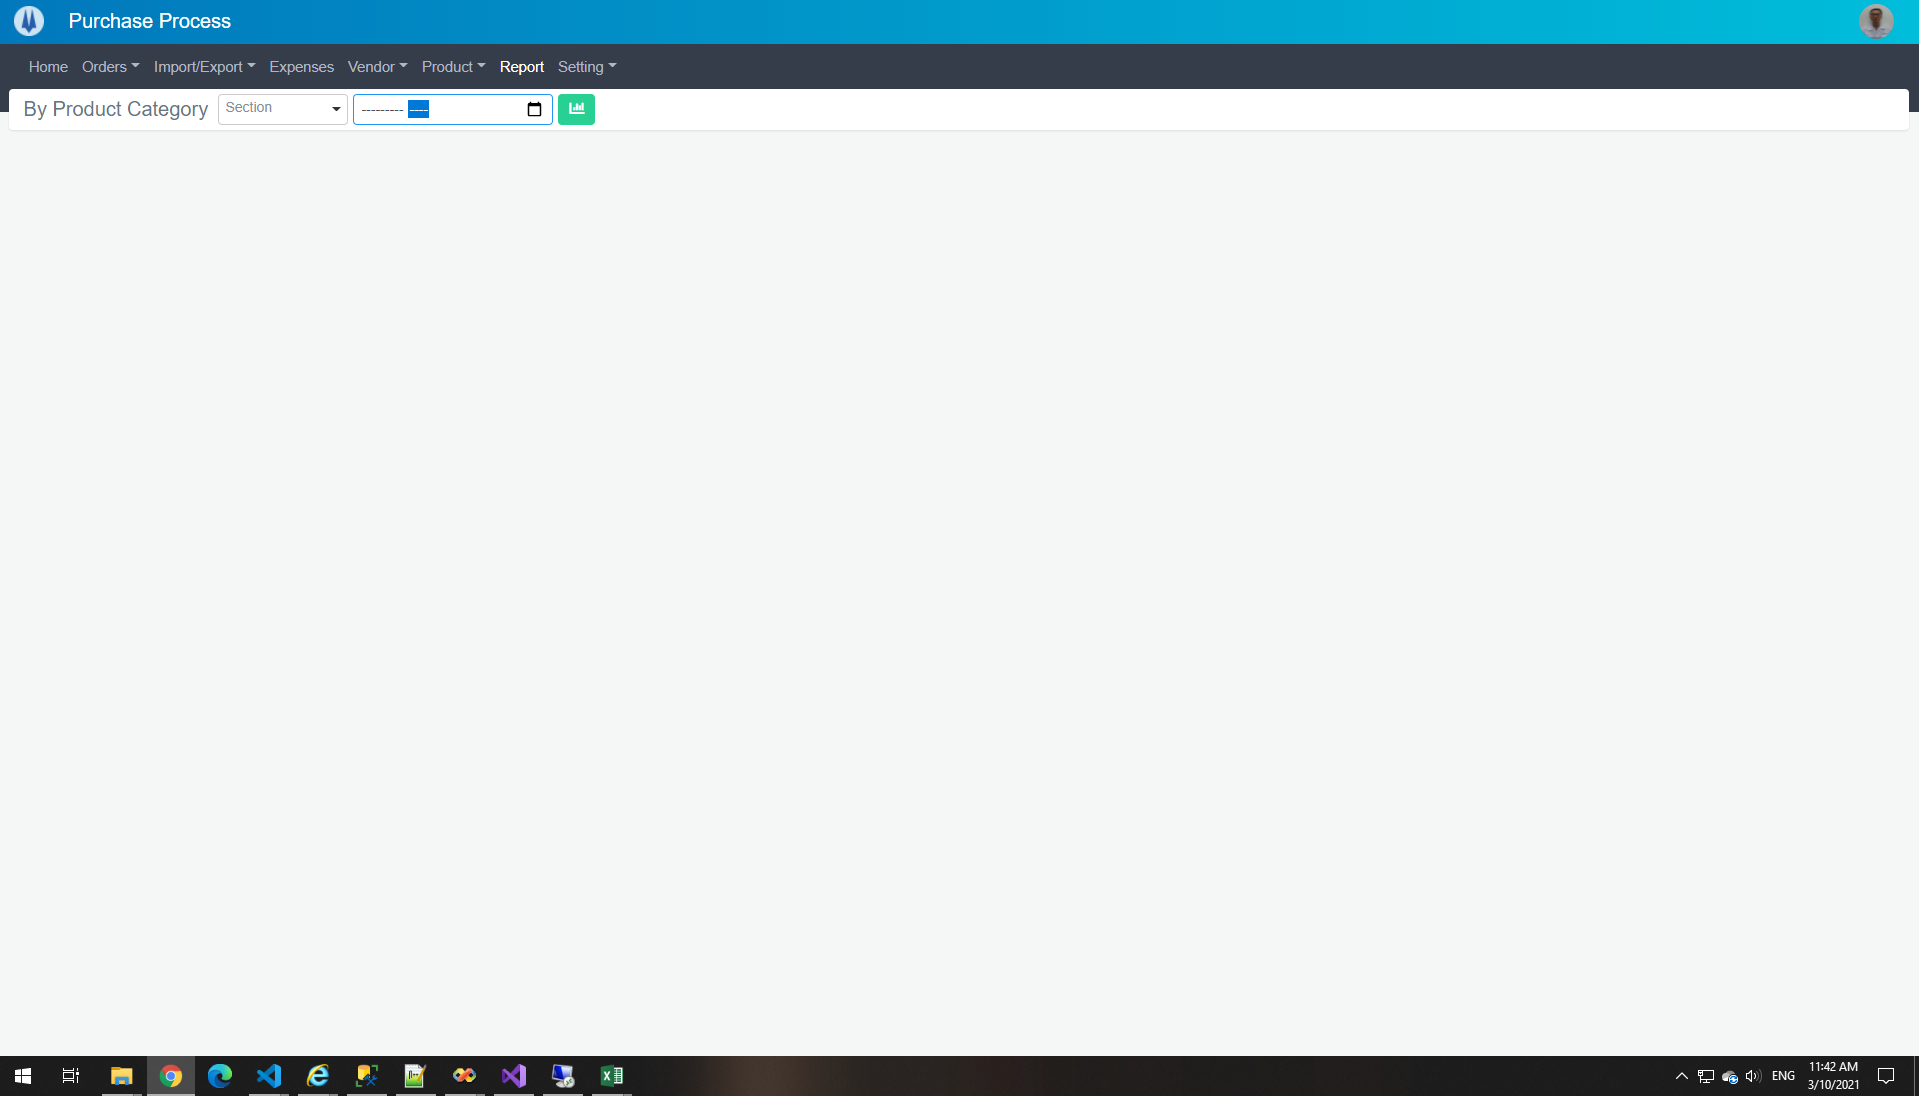 Purchase Process
Home Orders Import/Export Expenses Vendor Product Report Setting
By Product Category Section --------- ----
ENG 11:42 AM
3/10/2021